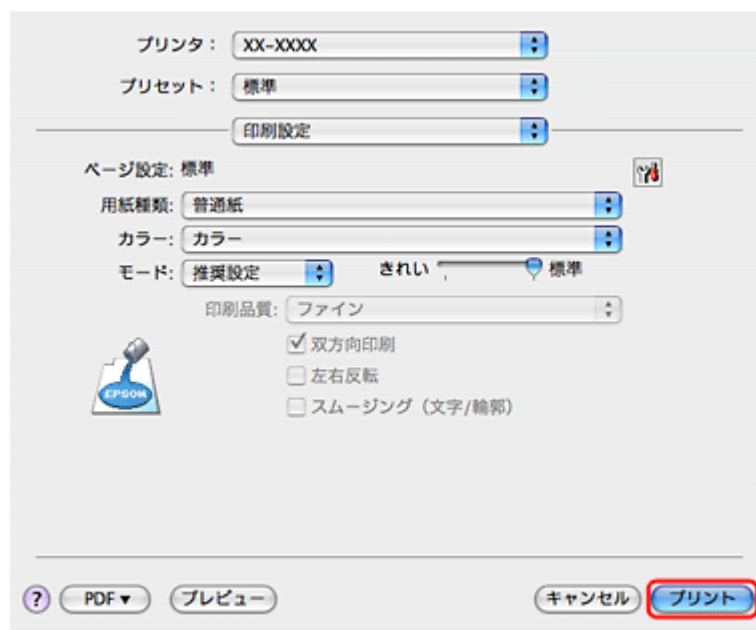 プリンタ： XX-XXXX
プリセット： 標準
印刷設定
ページ設定: 標準
用紙種類: 普通紙
カラー: カラー
モード: 推奨設定 きれい 標準
印刷品質: ファイン
双方向印刷
左右反転
スムージング（文字/輪郭）
EPSON
? PDF▼ プレビュー キャンセル プリント